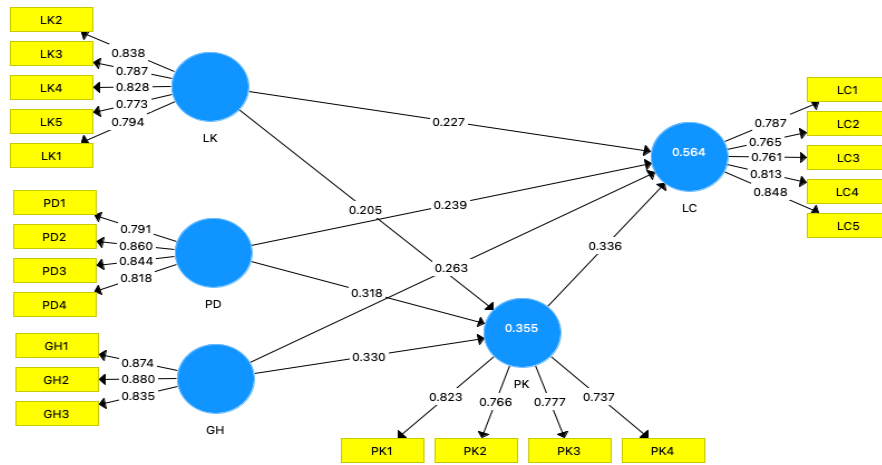 LK2
LK3
LK4
LK5
LK1
0.838
0.787
0.828
0.773
0.794
LK
PD1
PD2
PD3
PD4
0.791
0.860
0.844
0.818
PD
GH1
GH2
GH3
0.874
0.880
0.835
GH
0.227
0.205
0.239
0.318
0.263
0.330
0.336
0.355
PK
0.823
0.766
0.777
0.737
PK1
PK2
PK3
PK4
0.564
LC
0.787
0.765
0.761
0.813
0.848
LC1
LC2
LC3
LC4
LC5